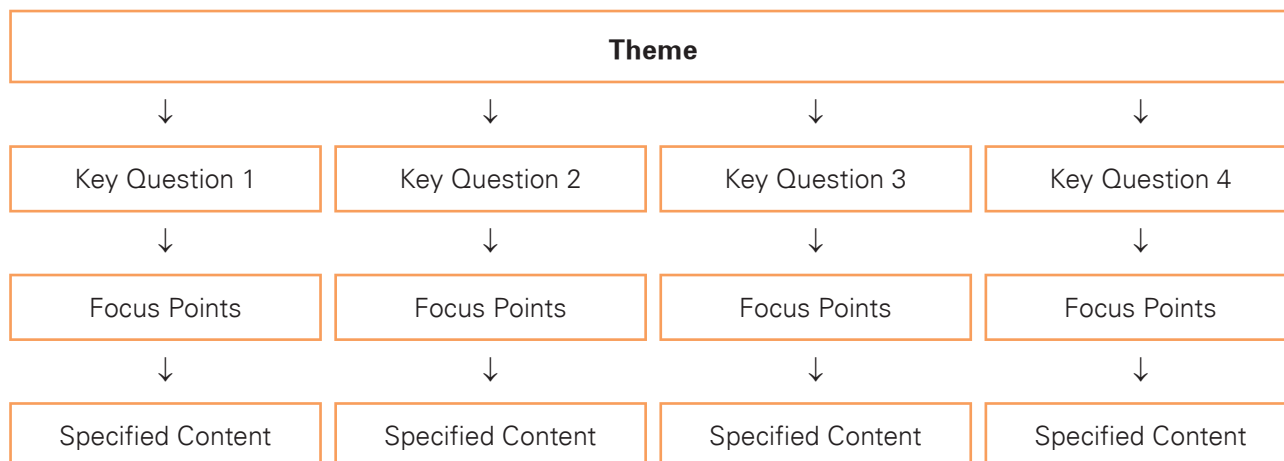 Theme
↓ ↓ ↓ ↓
Key Question 1 Key Question 2 Key Question 3 Key Question 4
↓ ↓ ↓ ↓
Focus Points Focus Points Focus Points Focus Points
↓ ↓ ↓ ↓
Specified Content Specified Content Specified Content Specified Content